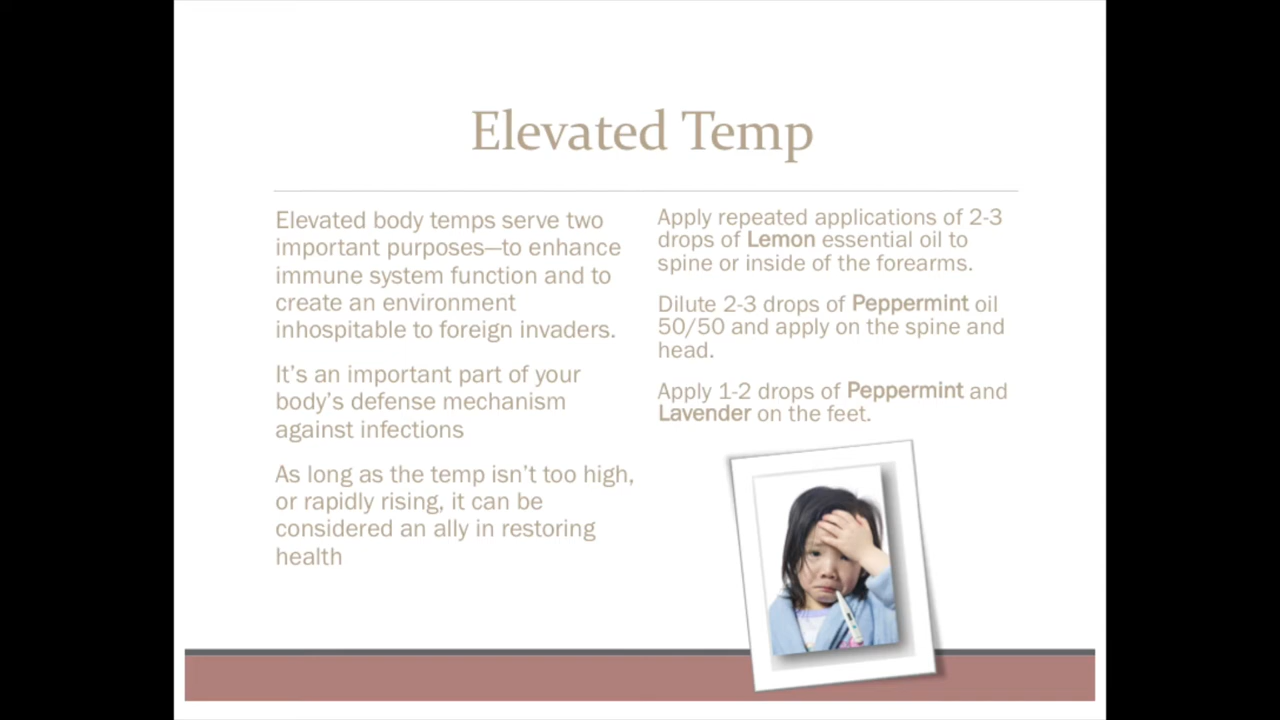 Elevated Temp
Elevated body temps serve two
important purposes—to enhance
immune system function and to
create an environment
inhospitable to foreign invaders.
It’s an important part of your
body’s defense mechanism
against infections
As long as the temp isn’t too high,
or rapidly rising, it can be
considered an ally in restoring
health
Apply repeated applications of 2-3
drops of Lemon essential oil to
spine or inside of the forearms.
Dilute 2-3 drops of Peppermint oil
50/50 and apply on the spine and
head.
Apply 1-2 drops of Peppermint and
Lavender on the feet.